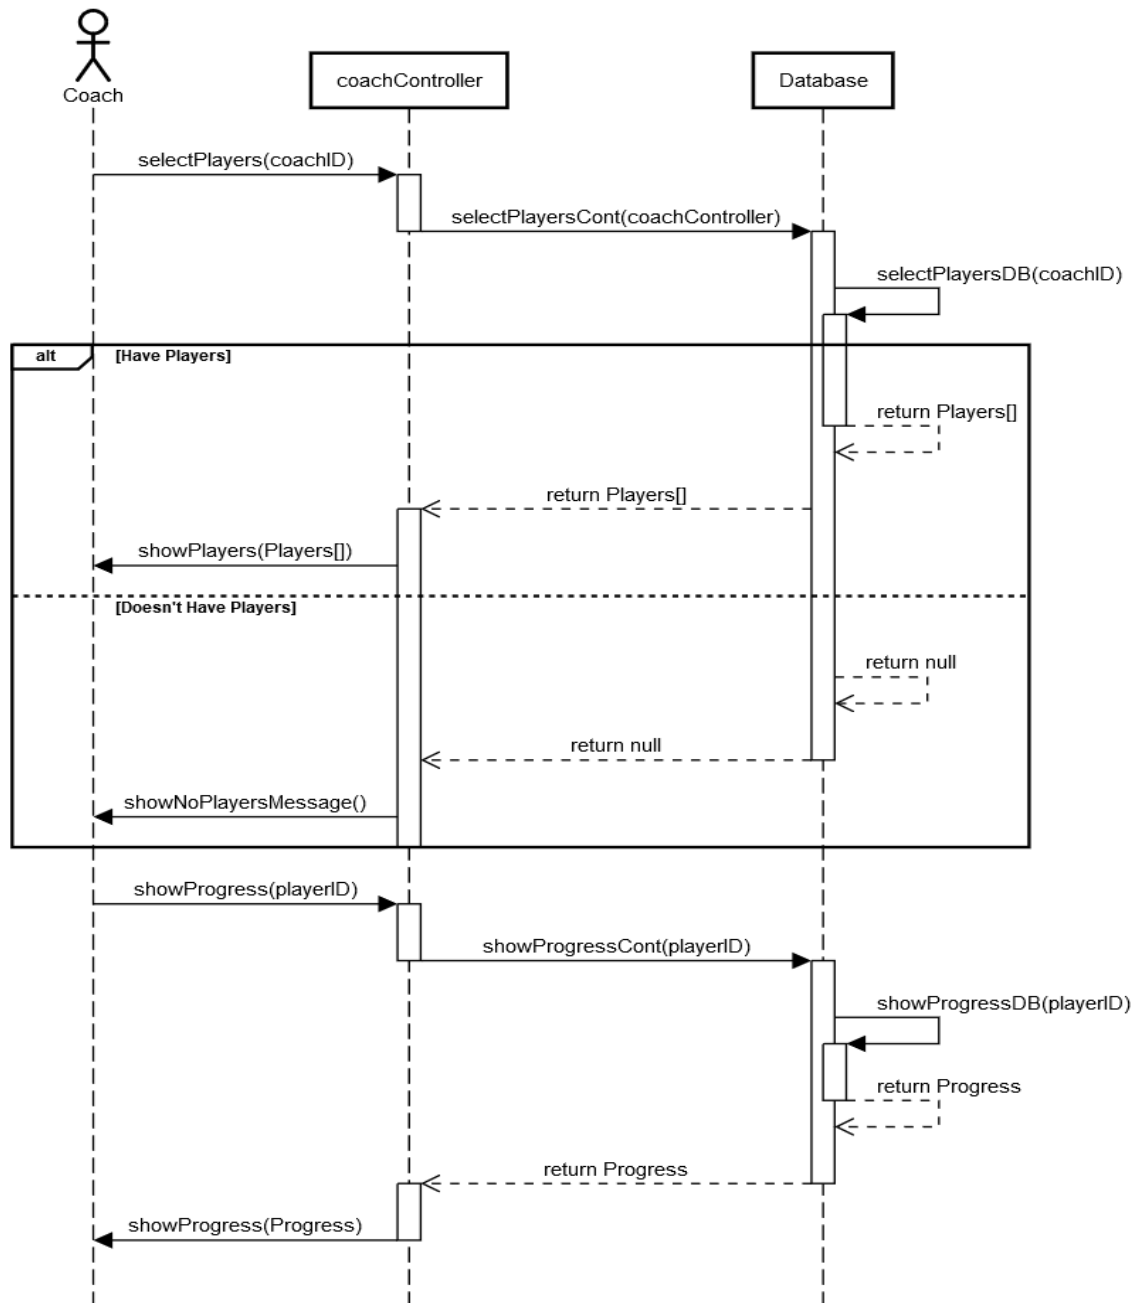 Coach
coachController
Database
selectPlayers(coachID)
selectPlayersCont(coachController)
selectPlayersDB(coachID)
alt
[Have Players]
return Players[]
return Players[]
showPlayers(Players[])
[Doesn't Have Players]
return null
return null
showNoPlayersMessage()
showProgress(playerID)
showProgressCont(playerID)
showProgressDB(playerID)
return Progress
return Progress
showProgress(Progress)